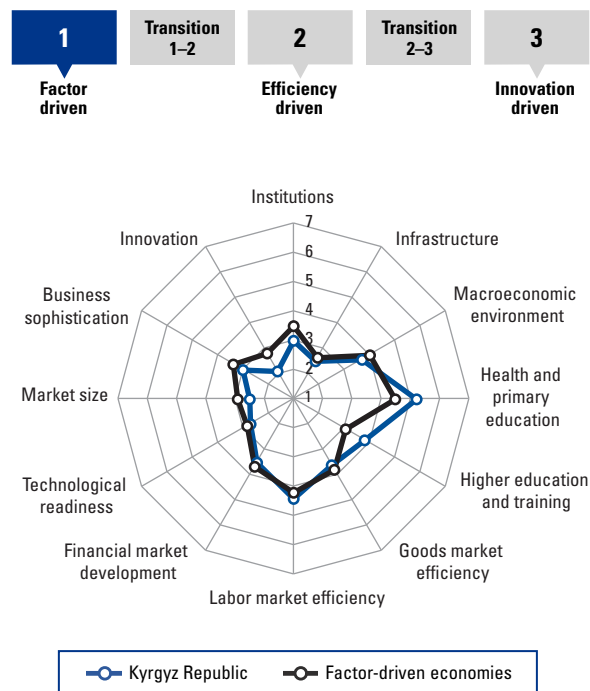 1
Transition
1–2
2
Transition
2–3
3
Factor
driven
Efficiency
driven
Innovation
driven
Institutions
7
Innovation
Infrastructure
6
5
Business
sophistication
Macroeconomic
environment
4
3
2
Market size
1
Health and
primary
education
Technological
readiness
Higher education
and training
Financial market
development
Goods market
efficiency
Labor market efficiency
Kyrgyz Republic
Factor-driven economies